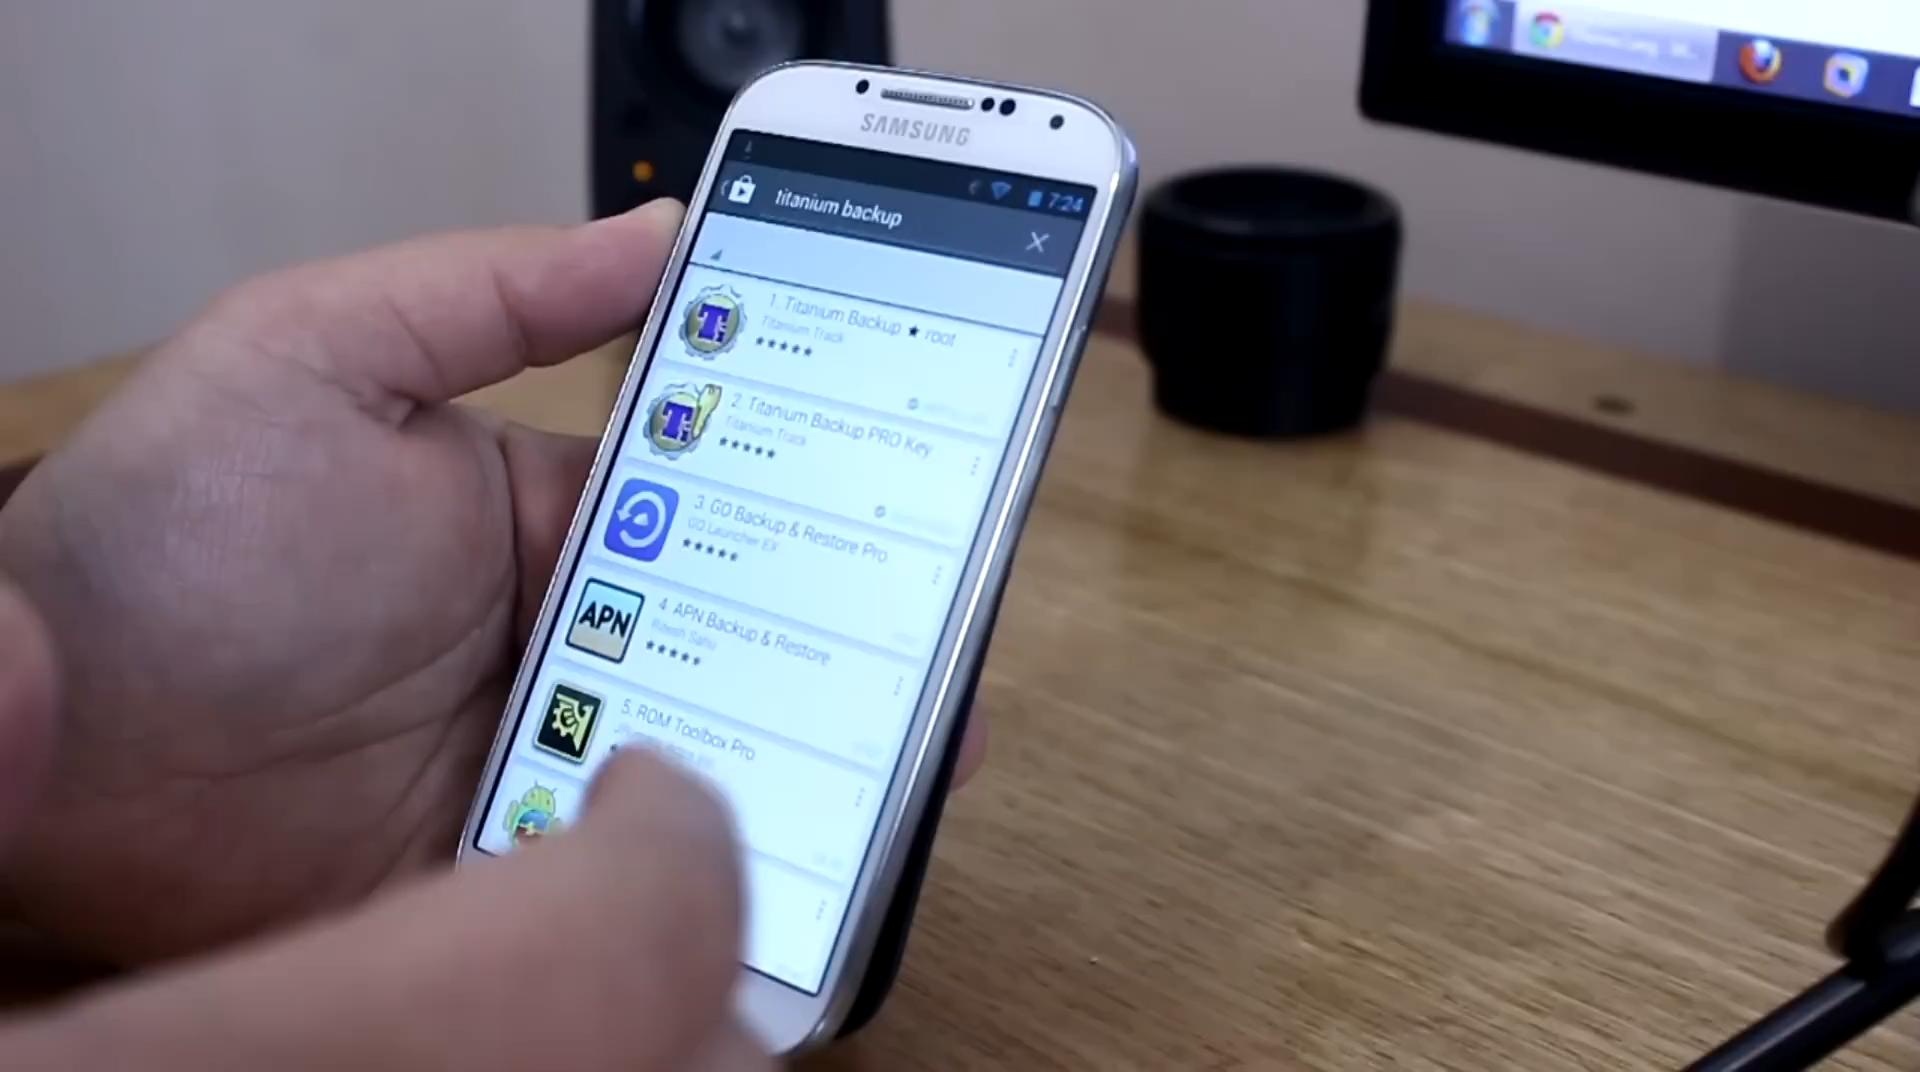 SAMSUNG
7:24
titanium backup
1. Titanium Backup ★ root
Titanium Track
2. Titanium Backup PRO Key
Titanium Track
3. GO Backup & Restore Pro
GO Launcher EX
APN
4. APN Backup & Restore
5. ROM Toolbox Pro